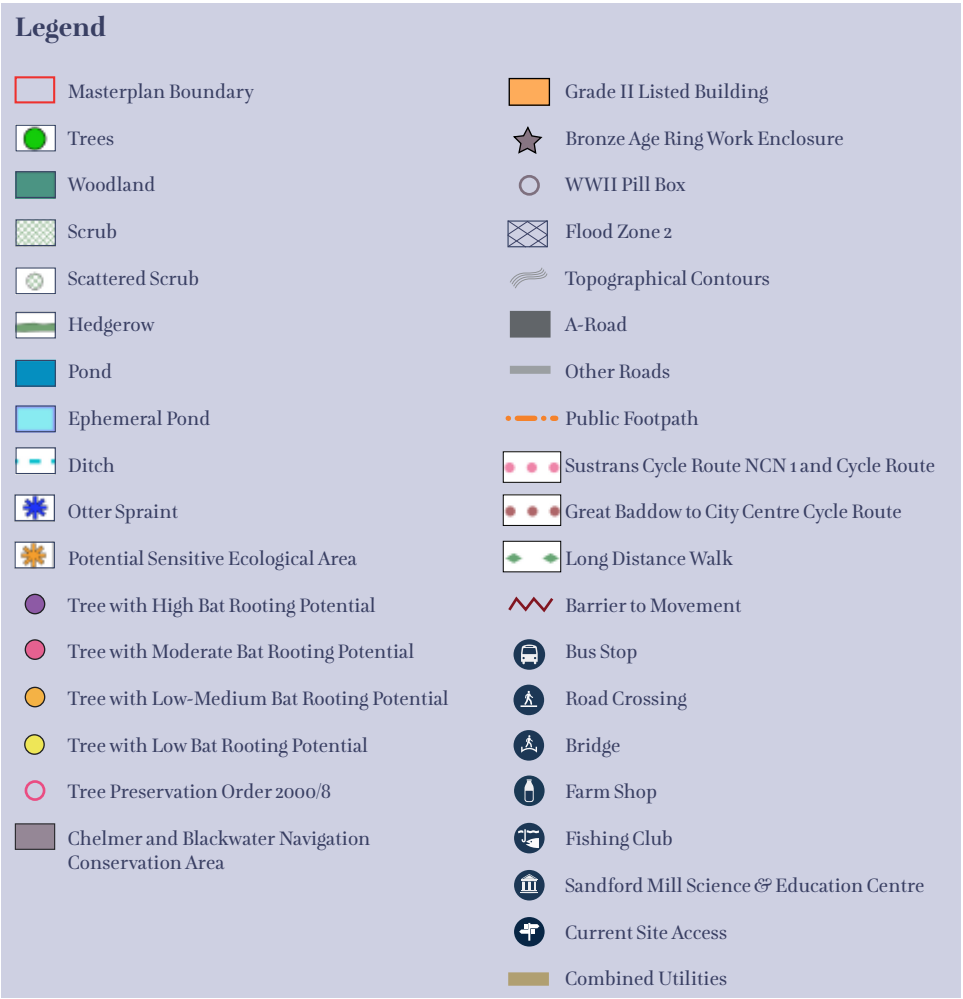 Legend
Masterplan Boundary
Trees
Woodland
Scrub
Scattered Scrub
Hedgerow
Pond
Ephemeral Pond
Ditch
Otter Spraint
Potential Sensitive Ecological Area
Tree with High Bat Rooting Potential
Tree with Moderate Bat Rooting Potential
Tree with Low-Medium Bat Rooting Potential
Tree with Low Bat Rooting Potential
Tree Preservation Order 2000/8
Chelmer and Blackwater Navigation
Conservation Area
Grade II Listed Building
Bronze Age Ring Work Enclosure
WWII Pill Box
Flood Zone 2
Topographical Contours
A-Road
Other Roads
Public Footpath
Sustrans Cycle Route NCN 1 and Cycle Route
Great Baddow to City Centre Cycle Route
Long Distance Walk
Barrier to Movement
Bus Stop
Road Crossing
Bridge
Farm Shop
Fishing Club
Sandford Mill Science & Education Centre
Current Site Access
Combined Utilities